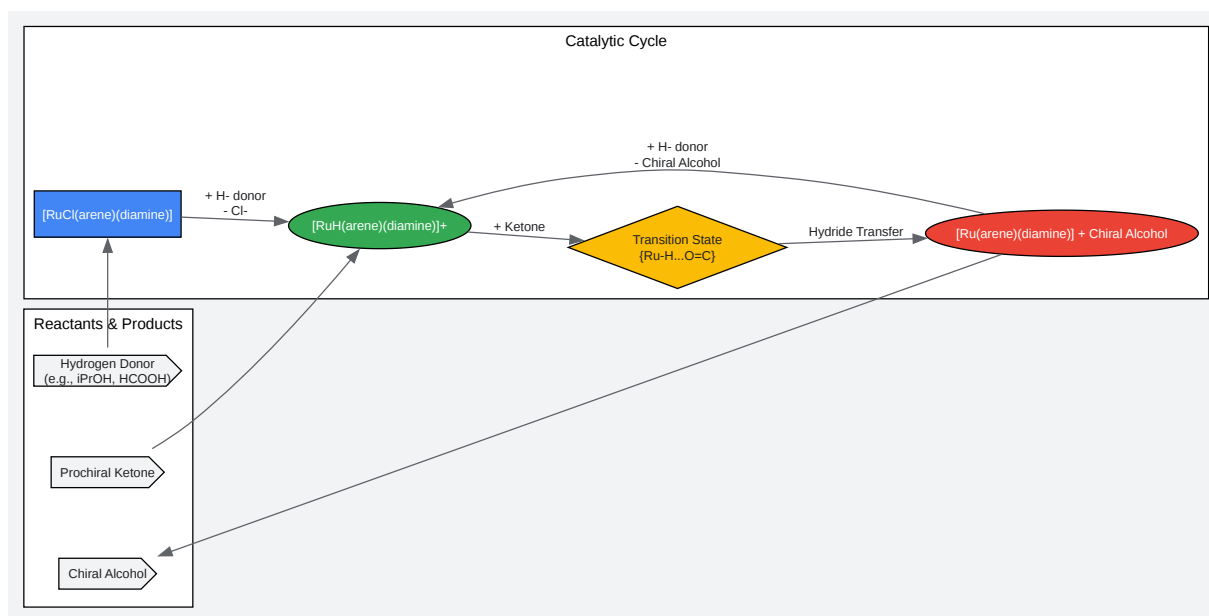 Catalytic Cycle
+ H- donor
- Chiral Alcohol
[RuCl(arene)(diamine)]
+ H- donor
- Cl-
[RuH(arene)(diamine)]+
+ Ketone
Transition State
{Ru-H...O=C}
Hydride Transfer
[Ru(arene)(diamine)] + Chiral Alcohol
Reactants & Products
Hydrogen Donor
(e.g., iPrOH, HCOOH)
Prochiral Ketone
Chiral Alcohol